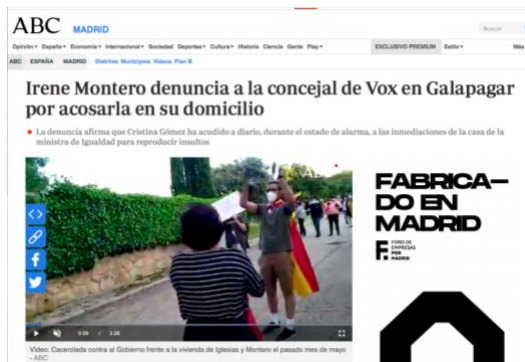 ABC MADRID Buscar
Opinión España Economía Internacional Sociedad Deportes Cultura Historia Ciencia Gente Play EXCLUSIVO PREMIUM Estilo Más
ABC ESPAÑA MADRID Distritos Municipios Vídeos Plan B
Irene Montero denuncia a la concejal de Vox en Galapagar
por acosarla en su domicilio
La denuncia afirma que Cristina Gómez ha acudido a diario, durante el estado de alarma, a las inmediaciones de la casa de la
ministra de Igualdad para reproducir insultos
ABC
FABRICA—
DO EN
MADRID
F.
FORO DE
EMPRESAS
POR
MADRID
Vídeo: Cacerolada contra el Gobierno frente a la vivienda de Iglesias y Montero el pasado mes de mayo
- ABC